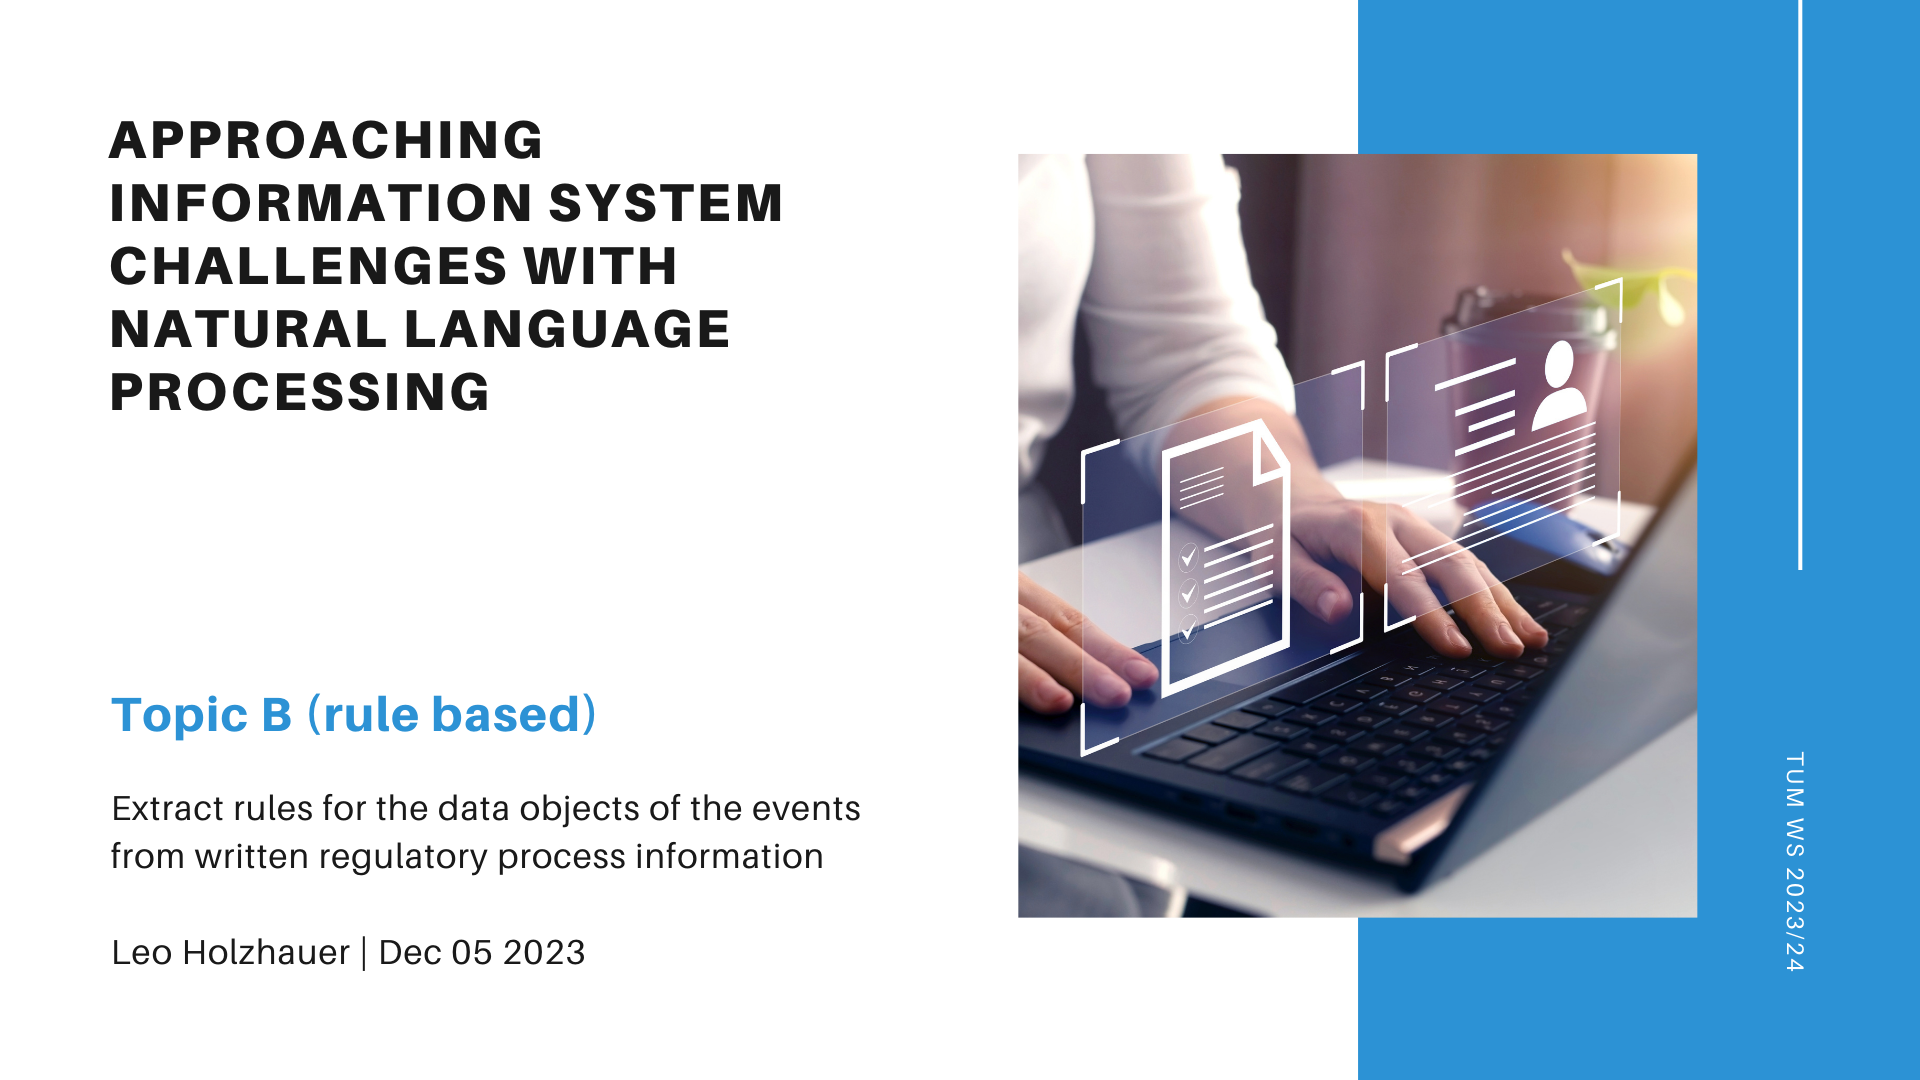 APPROACHING
INFORMATION SYSTEM
CHALLENGES WITH
NATURAL LANGUAGE
PROCESSING
Topic B (rule based)
Extract rules for the data objects of the events
from written regulatory process information
Leo Holzhauer | Dec 05 2023
TUM WS 2023/24